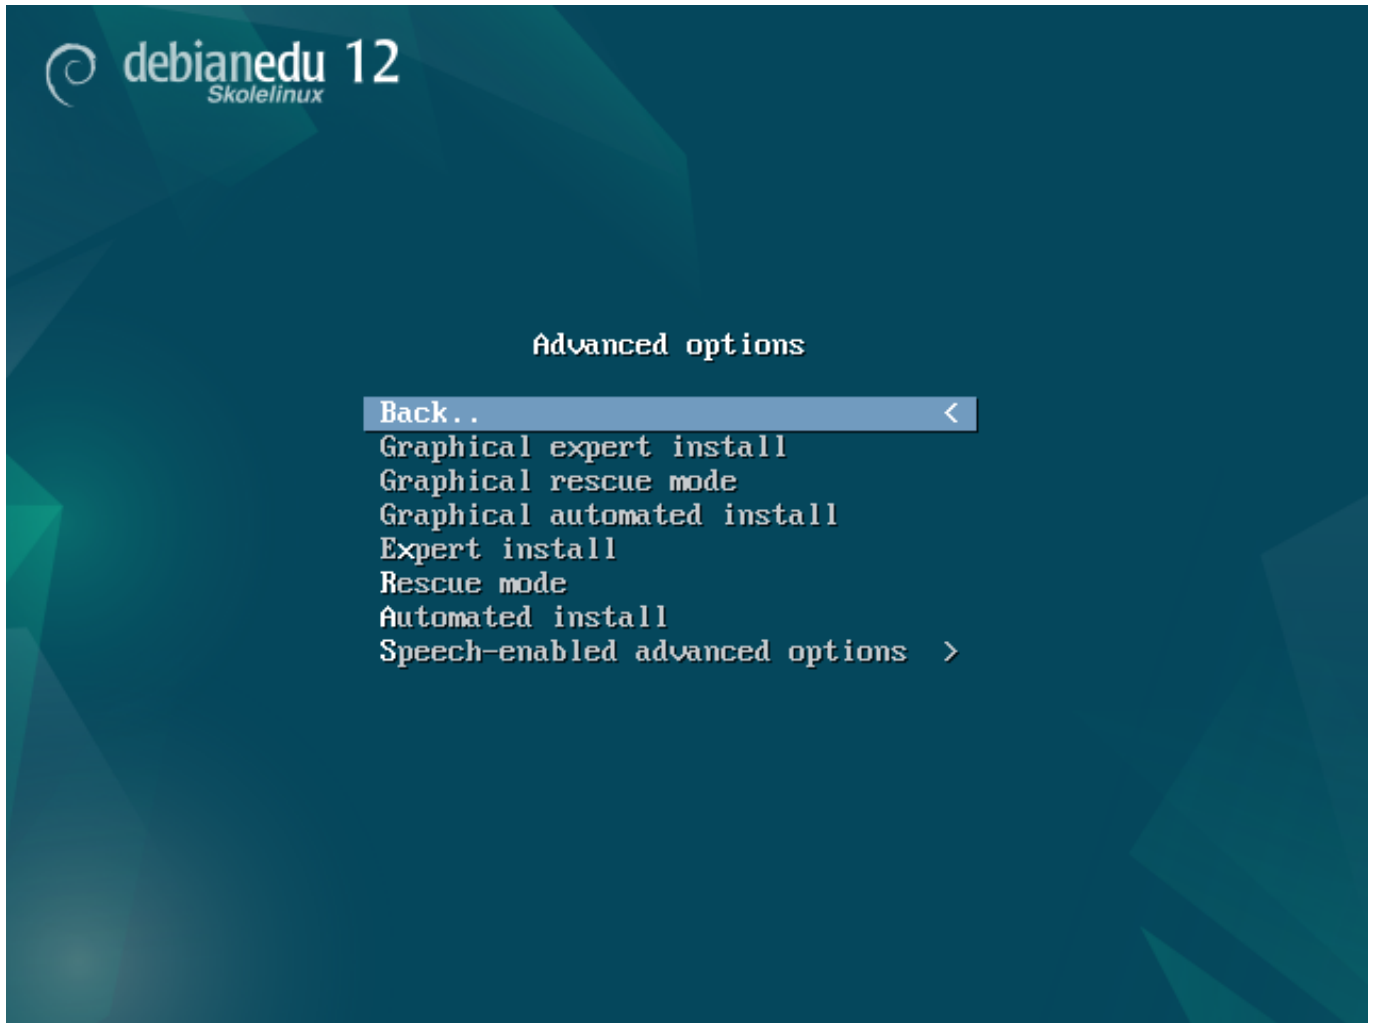 debianedu 12
Skolelinux
Advanced options
Back.. <
Graphical expert install
Graphical rescue mode
Graphical automated install
Expert install
Rescue mode
Automated install
Speech-enabled advanced options >